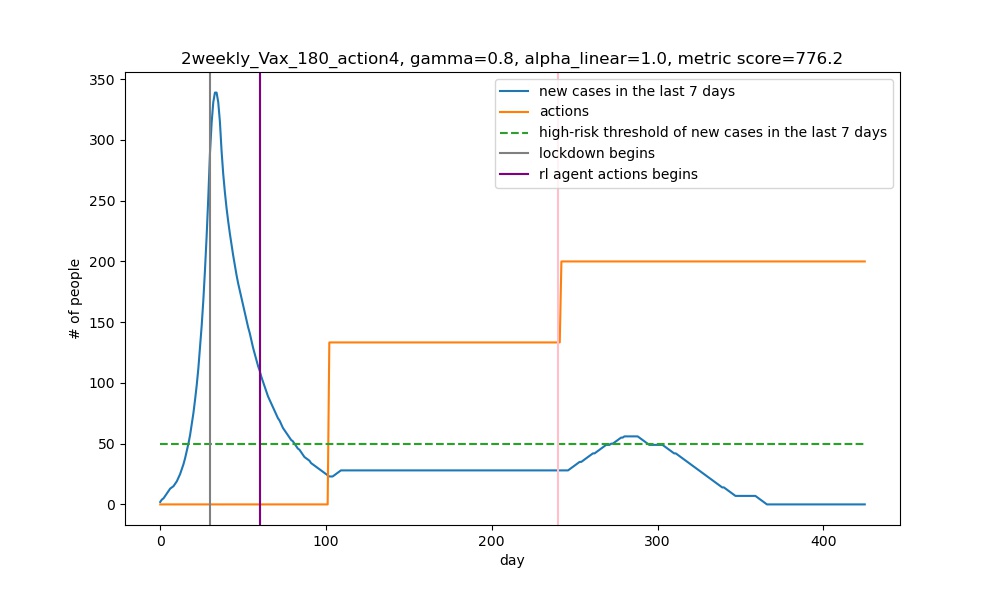 2weekly_Vax_180_action4, gamma=0.8, alpha_linear=1.0, metric score=776.2
new cases in the last 7 days
actions
high-risk threshold of new cases in the last 7 days
lockdown begins
rl agent actions begins
350
300
250
200
150
100
50
0
# of people
0 100 200 300 400
day